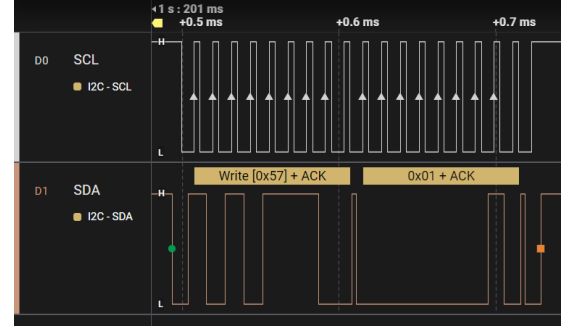 1 s : 201 ms
+0.5 ms +0.6 ms +0.7 ms
D0 SCL
I2C - SCL
H
L
Write [0x57] + ACK 0x01 + ACK
D1 SDA
I2C - SDA
H
L